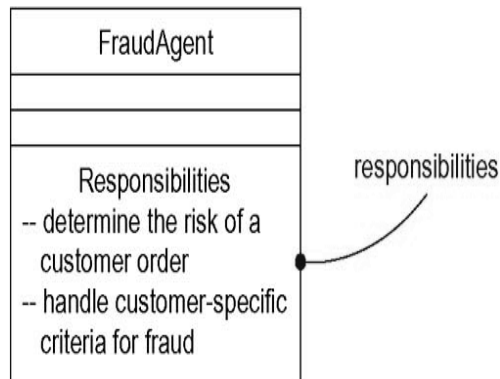 FraudAgent
Responsibilities
-- determine the risk of a
customer order
-- handle customer-specific
criteria for fraud
responsibilities